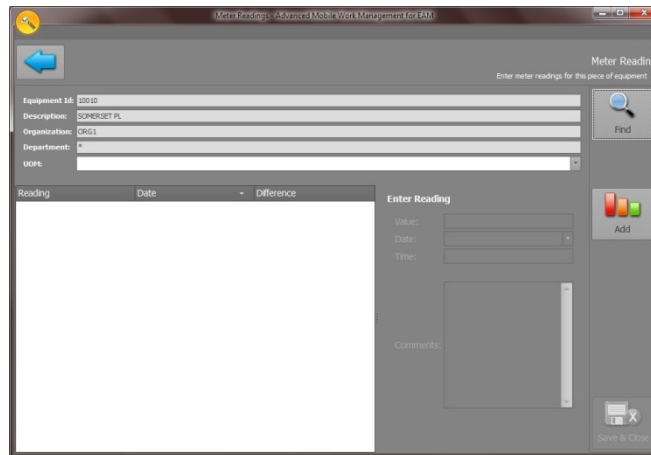 Meter Readings - Advanced Mobile Work Management for EAM
Meter Readin
Enter meter readings for this piece of equipment
Equipment Id: 10010
Description: SOMERSET PL
Organization: ORG1
Department: *
UOM:
Find
Reading Date Difference
Enter Reading
Value:
Date:
Time:
Add
Comments:
Save & Close